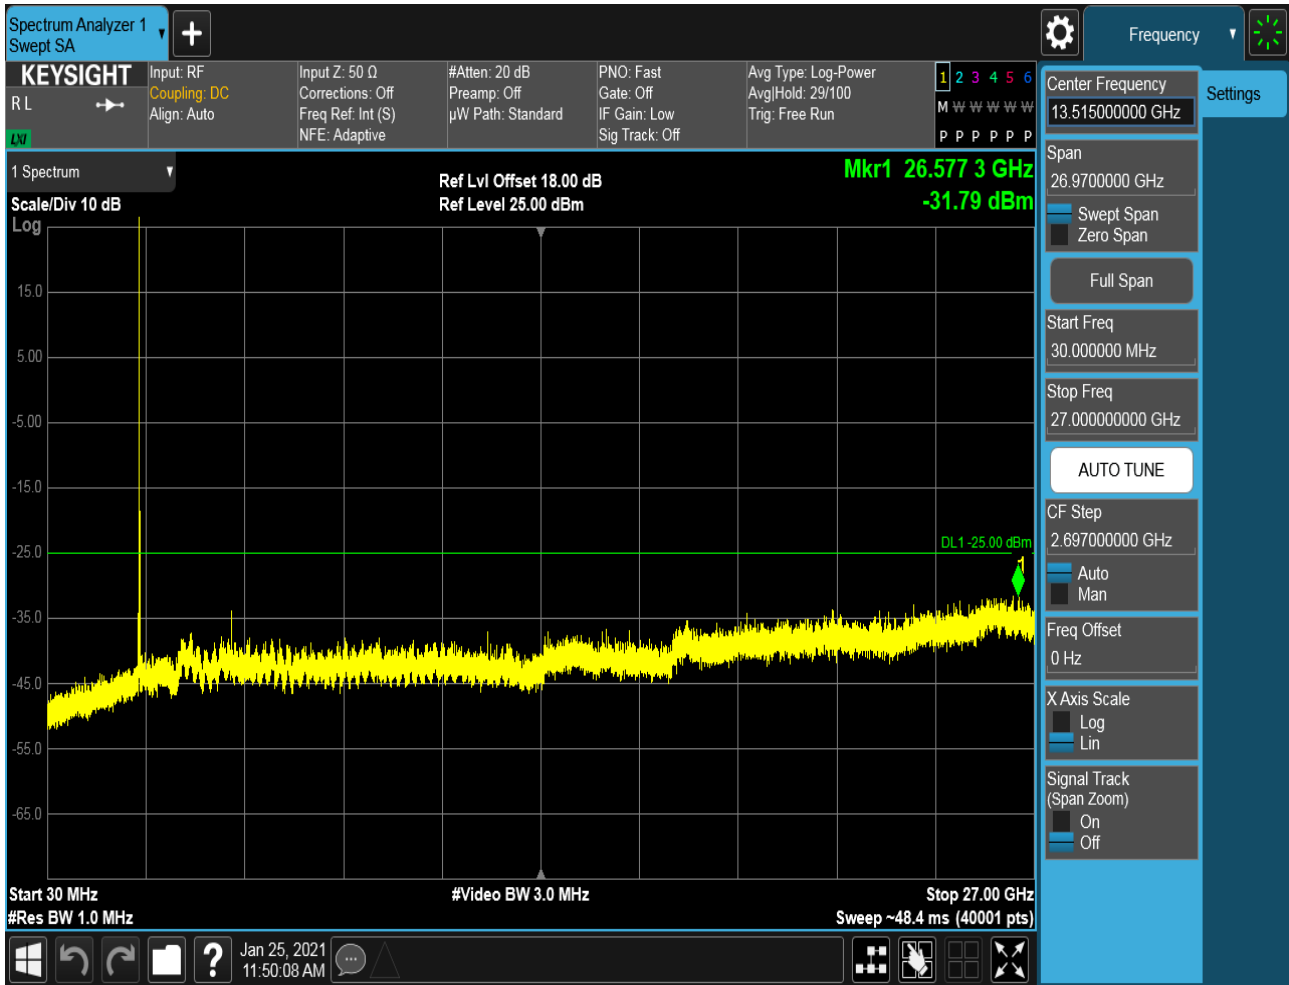 Spectrum Analyzer 1
Swept SA
Frequency
KEYSIGHT
R L
LXI
Input: RF
Coupling: DC
Align: Auto
Input Z: 50 Ω
Corrections: Off
Freq Ref: Int (S)
NFE: Adaptive
#Atten: 20 dB
Preamp: Off
µW Path: Standard
PNO: Fast
Gate: Off
IF Gain: Low
Sig Track: Off
Avg Type: Log-Power
Avg|Hold: 29/100
Trig: Free Run
1 2 3 4 5 6
M W W W W W
P P P P P P
Center Frequency
13.515000000 GHz
Settings
Span
26.9700000 GHz
Swept Span
Zero Span
Full Span
Start Freq
30.000000 MHz
Stop Freq
27.000000000 GHz
AUTO TUNE
CF Step
2.697000000 GHz
Auto
Man
Freq Offset
0 Hz
X Axis Scale
Log
Lin
Signal Track
(Span Zoom)
On
Off
1 Spectrum
Scale/Div 10 dB
Log
Ref Lvl Offset 18.00 dB
Ref Level 25.00 dBm
Mkr1 26.577 3 GHz
-31.79 dBm
15.0
5.00
-5.00
-15.0
-25.0
DL1 -25.00 dBm
1
-35.0
-45.0
-55.0
-65.0
Start 30 MHz
#Video BW 3.0 MHz
Stop 27.00 GHz
#Res BW 1.0 MHz
Sweep ~48.4 ms (40001 pts)
?
Jan 25, 2021
11:50:08 AM